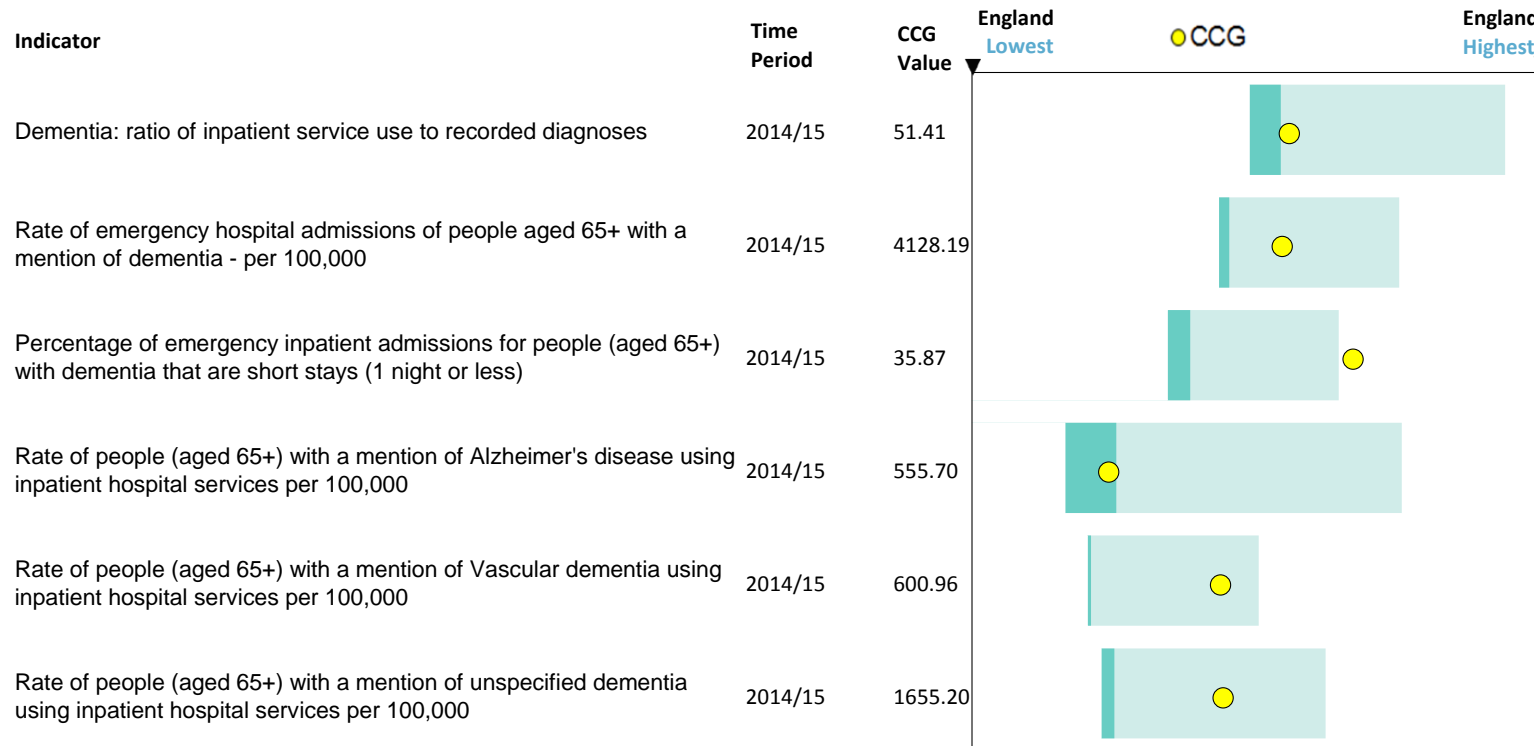 Indicator
Time
Period
CCG
Value
England
Lowest
CCG
England
Highest
Dementia: ratio of inpatient service use to recorded diagnoses
2014/15
51.41
Rate of emergency hospital admissions of people aged 65+ with a
mention of dementia - per 100,000
2014/15
4128.19
Percentage of emergency inpatient admissions for people (aged 65+)
with dementia that are short stays (1 night or less)
2014/15
35.87
Rate of people (aged 65+) with a mention of Alzheimer's disease using
inpatient hospital services per 100,000
2014/15
555.70
Rate of people (aged 65+) with a mention of Vascular dementia using
inpatient hospital services per 100,000
2014/15
600.96
Rate of people (aged 65+) with a mention of unspecified dementia
using inpatient hospital services per 100,000
2014/15
1655.20